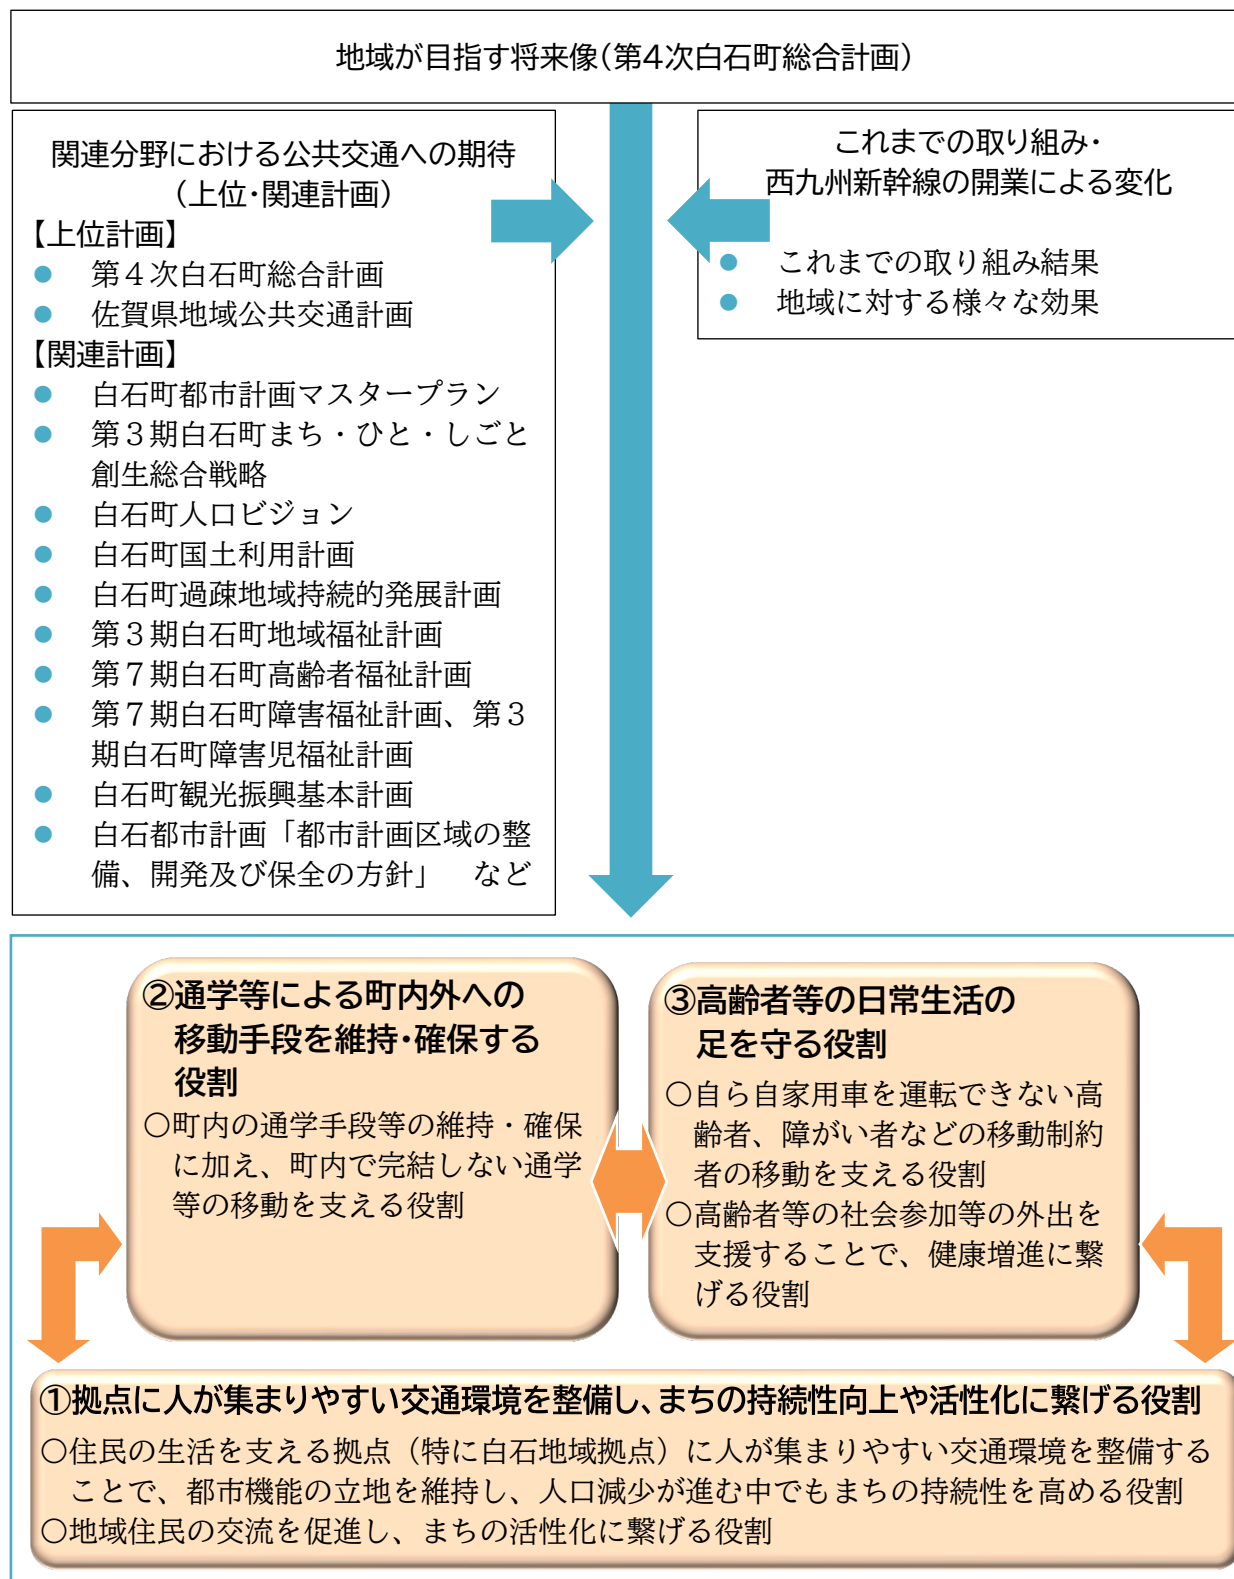 地域が目指す将来像（第4次白石町総合計画）
関連分野における公共交通への期待
（上位・関連計画）
【上位計画】
● 第４次白石町総合計画
● 佐賀県地域公共交通計画
【関連計画】
● 白石町都市計画マスタープラン
● 第３期白石町まち・ひと・しごと
創生総合戦略
● 白石町人口ビジョン
● 白石町国土利用計画
● 白石町過疎地域持続的発展計画
● 第３期白石町地域福祉計画
● 第７期白石町高齢者福祉計画
● 第７期白石町障害福祉計画、第３
期白石町障害児福祉計画
● 白石町観光振興基本計画
● 白石都市計画「都市計画区域の整
備、開発及び保全の方針」　など
これまでの取り組み・
西九州新幹線の開業による変化
● これまでの取り組み結果
● 地域に対する様々な効果
②通学等による町内外への
移動手段を維持・確保する
役割
○町内の通学手段等の維持・確保
に加え、町内で完結しない通学
等の移動を支える役割
③高齢者等の日常生活の
足を守る役割
○自ら自家用車を運転できない高
齢者、障がい者などの移動制約
者の移動を支える役割
○高齢者等の社会参加等の外出を
支援することで、健康増進に繋
げる役割
①拠点に人が集まりやすい交通環境を整備し、まちの持続性向上や活性化に繋げる役割
○住民の生活を支える拠点（特に白石地域拠点）に人が集まりやすい交通環境を整備する
ことで、都市機能の立地を維持し、人口減少が進む中でもまちの持続性を高める役割
○地域住民の交流を促進し、まちの活性化に繋げる役割